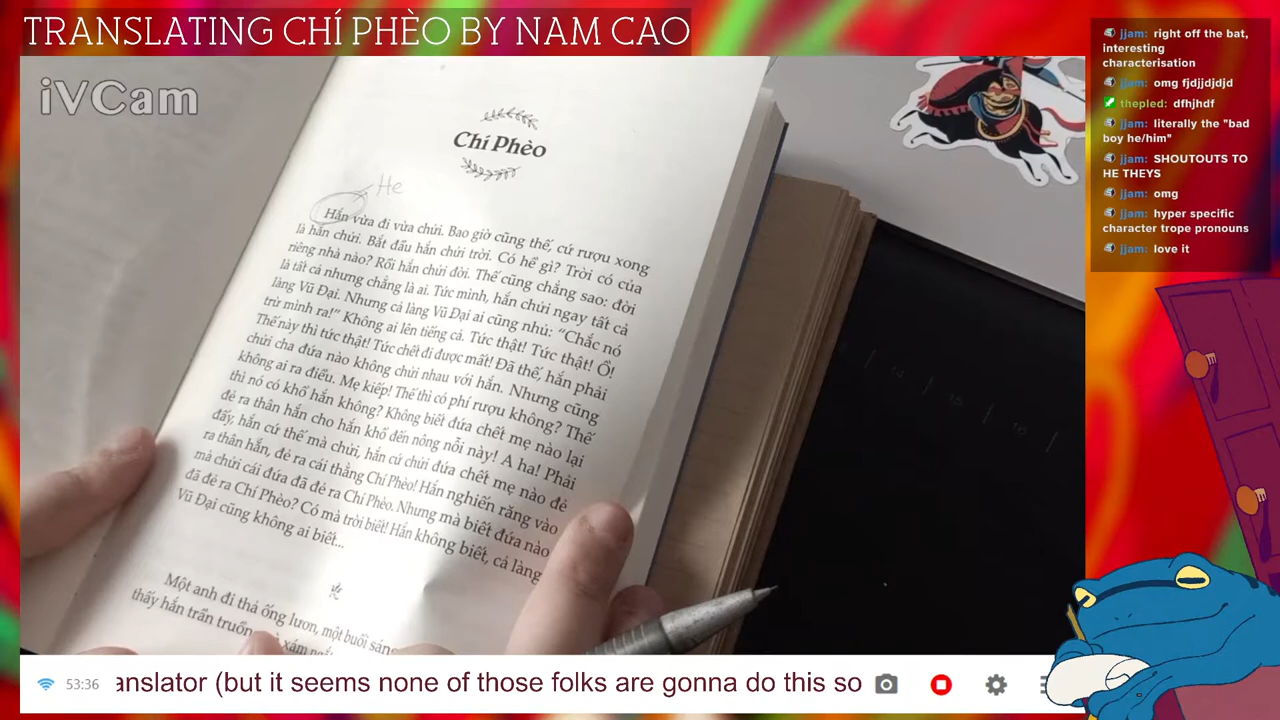 TRANSLATING CHÍ PHÈO BY NAM CAO
iVCam
Chí Phèo
He
Hắn vừa đi vừa chửi. Bao giờ cũng thế, cứ rượu xong
là hắn chửi. Bắt đầu hắn chửi trời. Có hề gì? Trời có của
riêng nhà nào? Rồi hắn chửi đời. Thế cũng chẳng sao: đời
là tất cả nhưng chẳng là ai. Tức mình, hắn chửi ngay tất cả
làng Vũ Đại. Nhưng cả làng Vũ Đại ai cũng nhủ: “Chắc nó
trừ mình ra!” Không ai lên tiếng cả. Tức thật! Tức thật! Ồ!
Thế này thì tức thật! Tức chết đi được mất! Đã thế, hắn phải
chửi cha đứa nào không chửi nhau với hắn. Nhưng cũng
không ai ra điều. Mẹ kiếp! Thế thì có phí rượu không? Thế
thì nó có khổ hắn không? Không biết đứa chết mẹ nào lại
đẻ ra thân hắn cho hắn khổ đến nông nỗi này! A ha! Phải
đấy, hắn cứ thế mà chửi, hắn cứ chửi đứa chết mẹ nào đẻ
ra thân hắn, đẻ ra cái thằng Chí Phèo! Hắn nghiến răng vào
mà chửi cái đứa đã đẻ ra Chí Phèo. Nhưng mà biết đứa nào
đã đẻ ra Chí Phèo? Có mà trời biết! Hắn không biết, cả làng
Vũ Đại cũng không ai biết...
Một anh đi thả ống lươn, một buổi sáng
thấy hắn trần truồng xám
53:36
anslator (but it seems none of those folks are gonna do this so
jjam: right off the bat,
interesting
characterisation
jjam: omg fjdjjdjdjd
thepled: dfhjhdf
jjam: literally the "bad
boy he/him"
jjam: SHOUTOUTS TO
HE THEYS
jjam: omg
jjam: hyper specific
character trope pronouns
jjam: love it